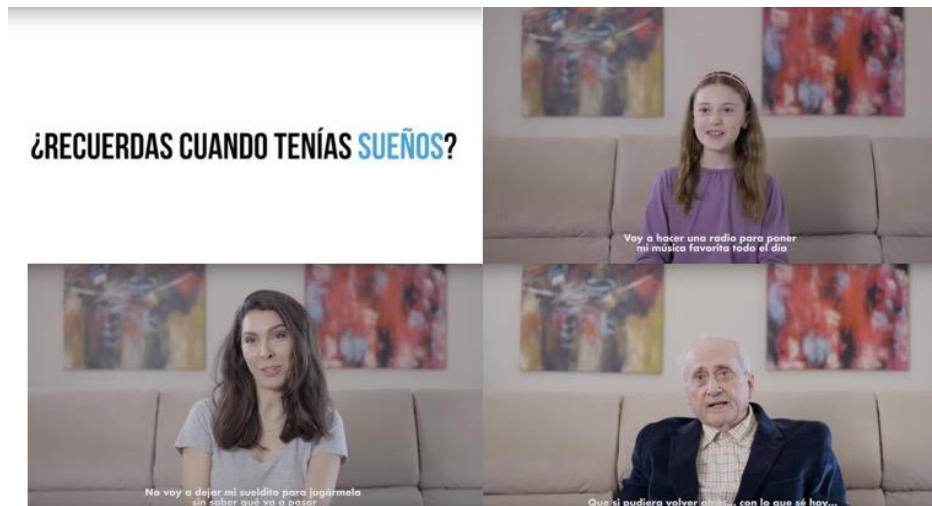 ¿RECUERDAS CUANDO TENÍAS SUEÑOS?
Voy a hacer una radio para poner
mi música favorita todo el día
No voy a dejar mi sueldito para jugármela
sin saber qué va a pasar
Que si pudiera volver atrás... con lo que sé hoy...